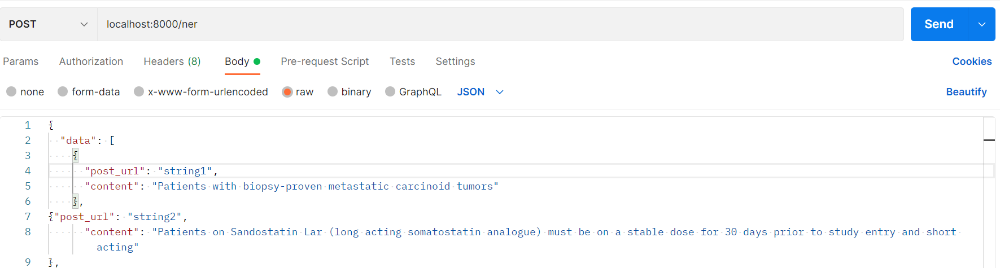 POST localhost:8000/ner Send
Params Authorization Headers (8) Body Pre-request Script Tests Settings Cookies
none form-data x-www-form-urlencoded raw binary GraphQL JSON Beautify
1 {
2 "data": [
3 {
4 "post_url": "string1",
5 "content": "Patients with biopsy-proven metastatic carcinoid tumors"
6 },
7 {"post_url": "string2",
8 "content": "Patients on Sandostatin Lar (long acting somatostatin analogue) must be on a stable dose for 30 days prior to study entry and short
acting"
9 },